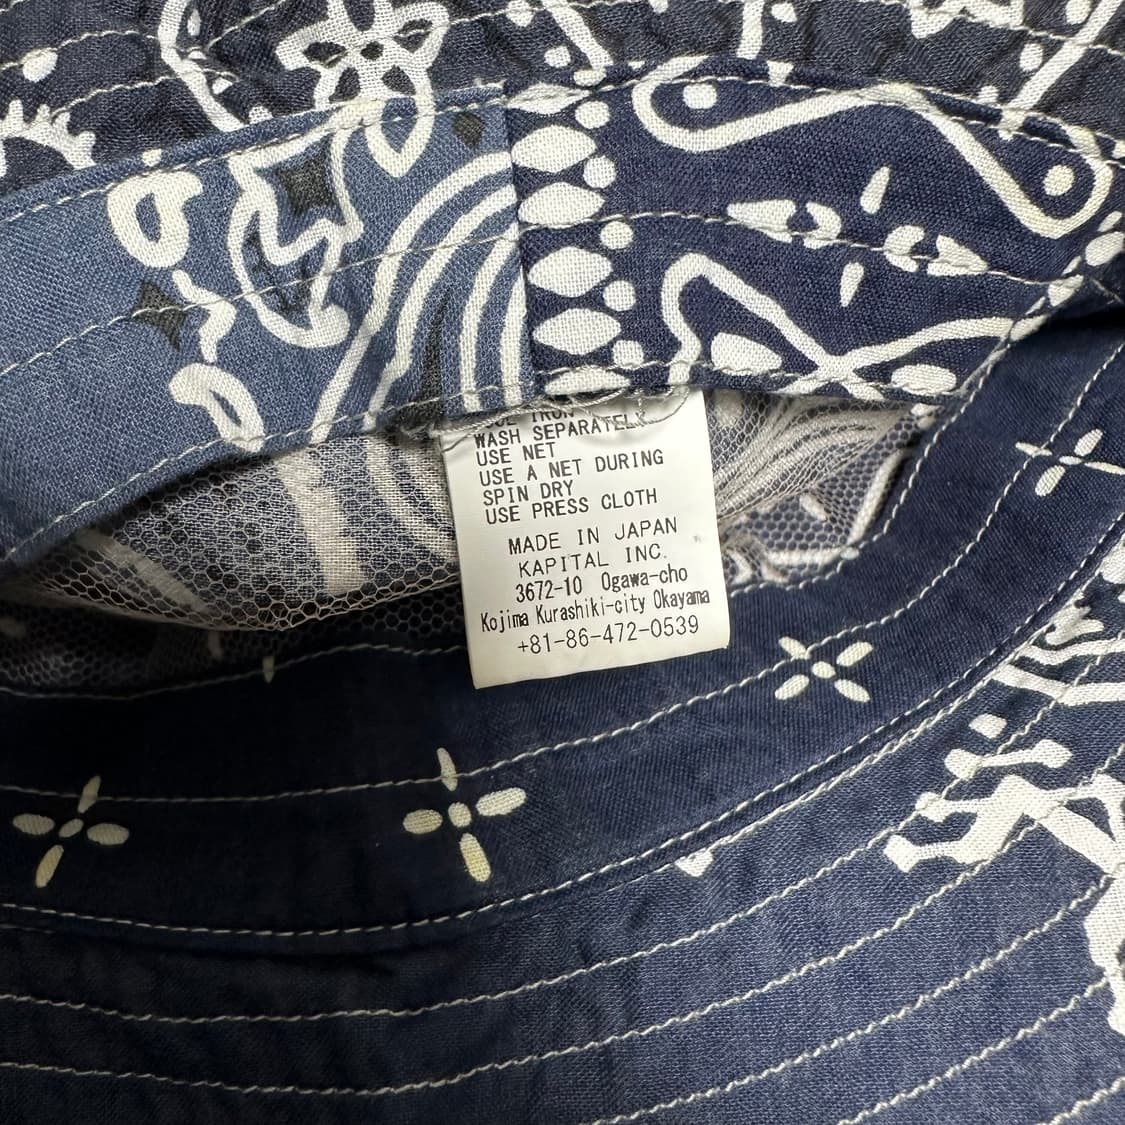 IRON
WASH SEPARATELY
USE NET
USE A NET DURING
SPIN DRY
USE PRESS CLOTH
MADE IN JAPAN
KAPITAL INC.
3672-10 Ogawa-cho
Kojima Kurashiki-city Okayama
+81-86-472-0539